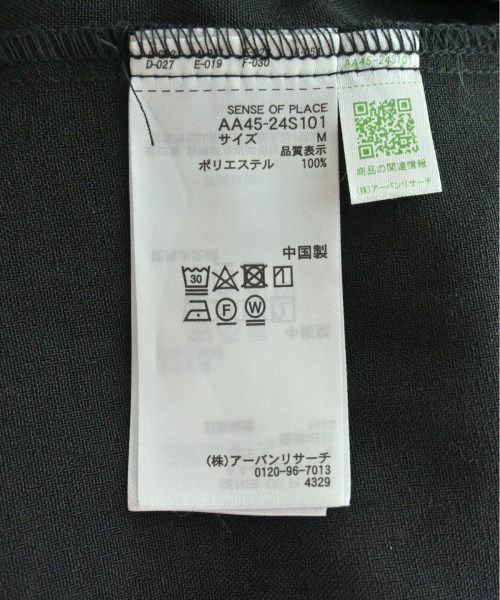 D-027 E-019 F-030
AA45-24S101
SENSE OF PLACE
AA45-24S101
サイズ M
品質表示
ポリエステル 100%
商品の関連情報
(株)アーバンリサーチ
中国製
30
F W
(株)アーバンリサーチ
0120-96-7013
4329